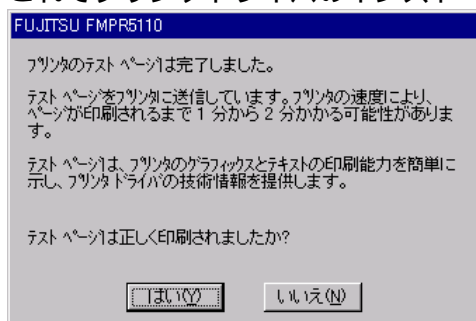 FUJITSU FMPR5110
プリンタのテスト ページは完了しました。
テスト ページをプリンタに送信しています。プリンタの速度により、
ページが印刷されるまで 1 分から 2 分かかる可能性がありま
す。
テスト ページは、プリンタのグラフィックスとテキストの印刷能力を簡単に
示し、プリンタ ドライバの技術情報を提供します。
テスト ページは正しく印刷されましたか?
はい(Y)
いいえ(N)